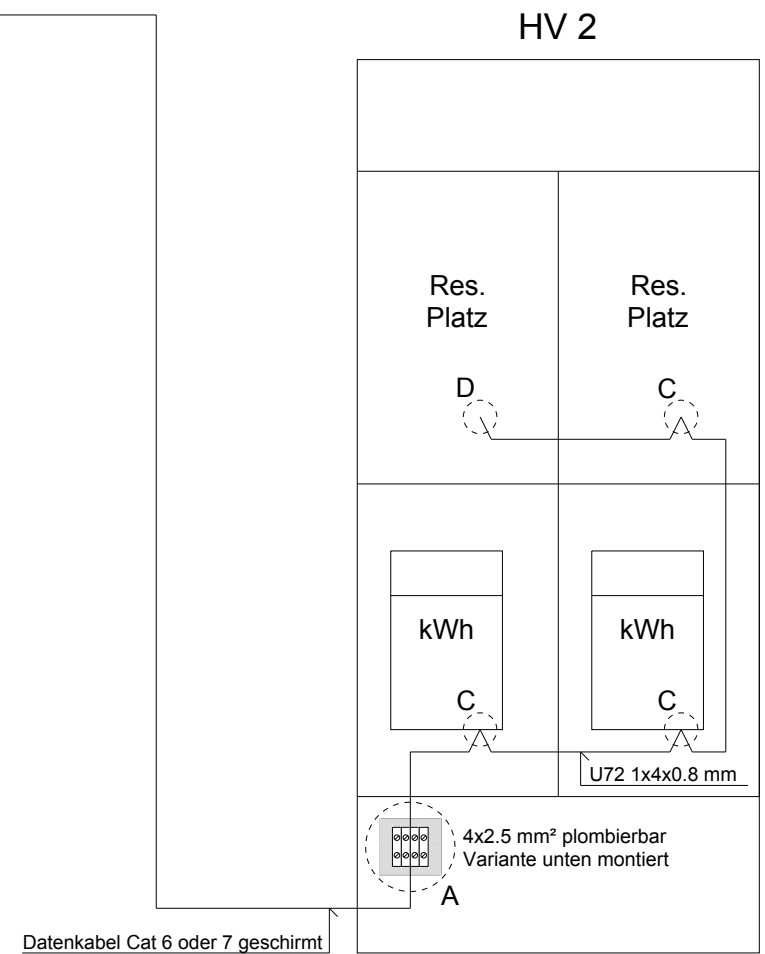 HV 2
Res.
Platz
Res.
Platz
D
C
kWh
kWh
C
C
U72 1x4x0.8 mm
4x2.5 mm² plombierbar
Variante unten montiert
A
Datenkabel Cat 6 oder 7 geschirmt